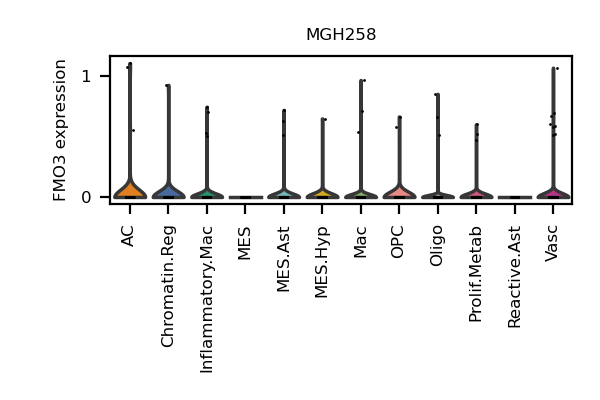 MGH258
FMO3 expression
1
0
AC
Chromatin.Reg
Inflammatory.Mac
MES
MES.Ast
MES.Hyp
Mac
OPC
Oligo
Prolif.Metab
Reactive.Ast
Vasc